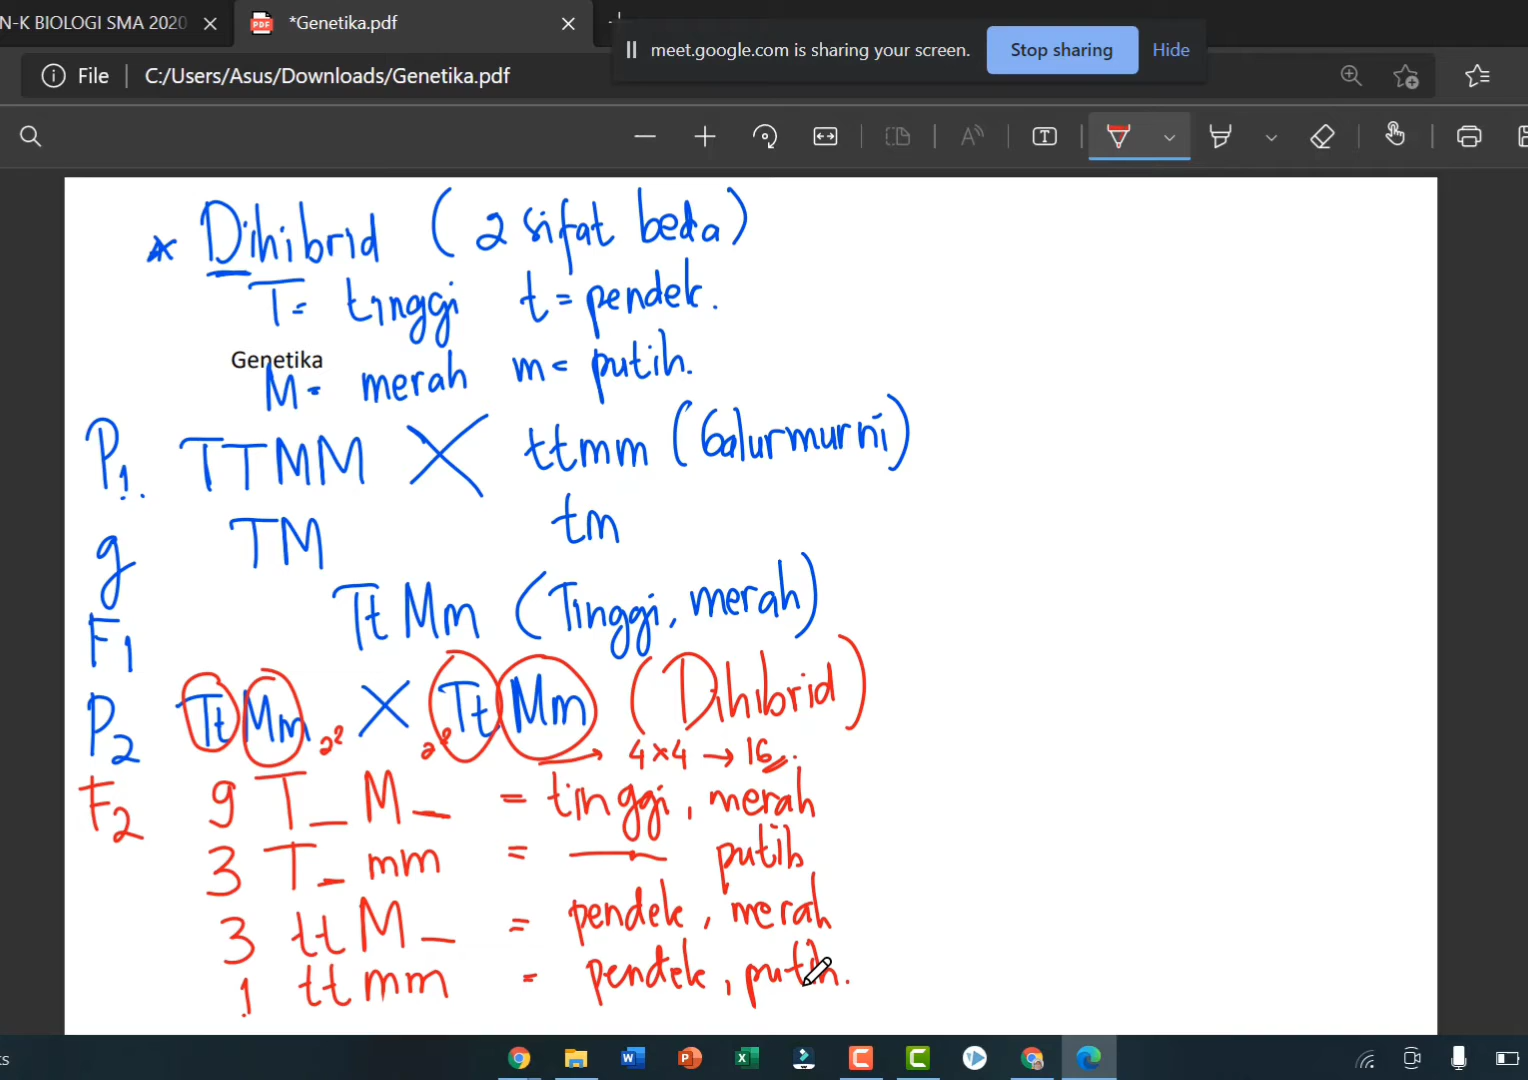 N-K BIOLOGI SMA 2020
*Genetika.pdf
meet.google.com is sharing your screen. Stop sharing Hide
File C:/Users/Asus/Downloads/Genetika.pdf
* Dihibrid (2 sifat beda)
T = tinggi t = pendek.
Genetika
M = merah m = putih.
P1. TTMM X ttmm (Galurmurni)
g TM tm
F1 TtMm (Tinggi, merah)
P2 TtMm 2² X 2² TtMm (Dihibrid)
4x4 → 16.
F2 9 T_M_ = tinggi, merah
3 T_mm = — putih
3 ttM_ = pendek, merah
1 ttmm = pendek, putih.